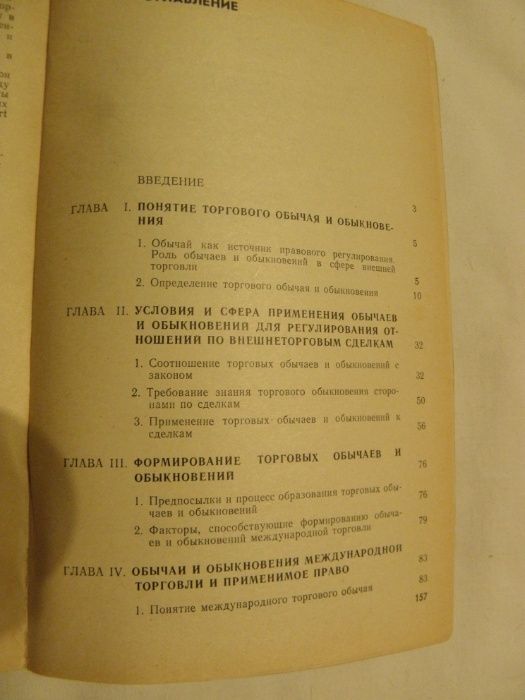 ОГЛАВЛЕНИЕ
ВВЕДЕНИЕ 3
ГЛАВА I. ПОНЯТИЕ ТОРГОВОГО ОБЫЧАЯ И ОБЫКНОВЕ-
НИЯ 5
1. Обычай как источник правового регулирования.
Роль обычаев и обыкновений в сфере внешней
торговли 5
2. Определение торгового обычая и обыкновения 10
ГЛАВА II. УСЛОВИЯ И СФЕРА ПРИМЕНЕНИЯ ОБЫЧАЕВ
И ОБЫКНОВЕНИЙ ДЛЯ РЕГУЛИРОВАНИЯ ОТ-
НОШЕНИЙ ПО ВНЕШНЕТОРГОВЫМ СДЕЛКАМ 32
1. Соотношение торговых обычаев и обыкновений с
законом 32
2. Требование знания торгового обыкновения сторо-
нами по сделкам 50
3. Применение торговых обычаев и обыкновений к
сделкам 56
ГЛАВА III. ФОРМИРОВАНИЕ ТОРГОВЫХ ОБЫЧАЕВ И
ОБЫКНОВЕНИЙ 76
1. Предпосылки и процесс образования торговых обы-
чаев и обыкновений 76
2. Факторы, способствующие формированию обыча-
ев и обыкновений международной торговли 79
ГЛАВА IV. ОБЫЧАИ И ОБЫКНОВЕНИЯ МЕЖДУНАРОДНОЙ
ТОРГОВЛИ И ПРИМЕНИМОЕ ПРАВО 83
1. Понятие международного торгового обычая 83
157